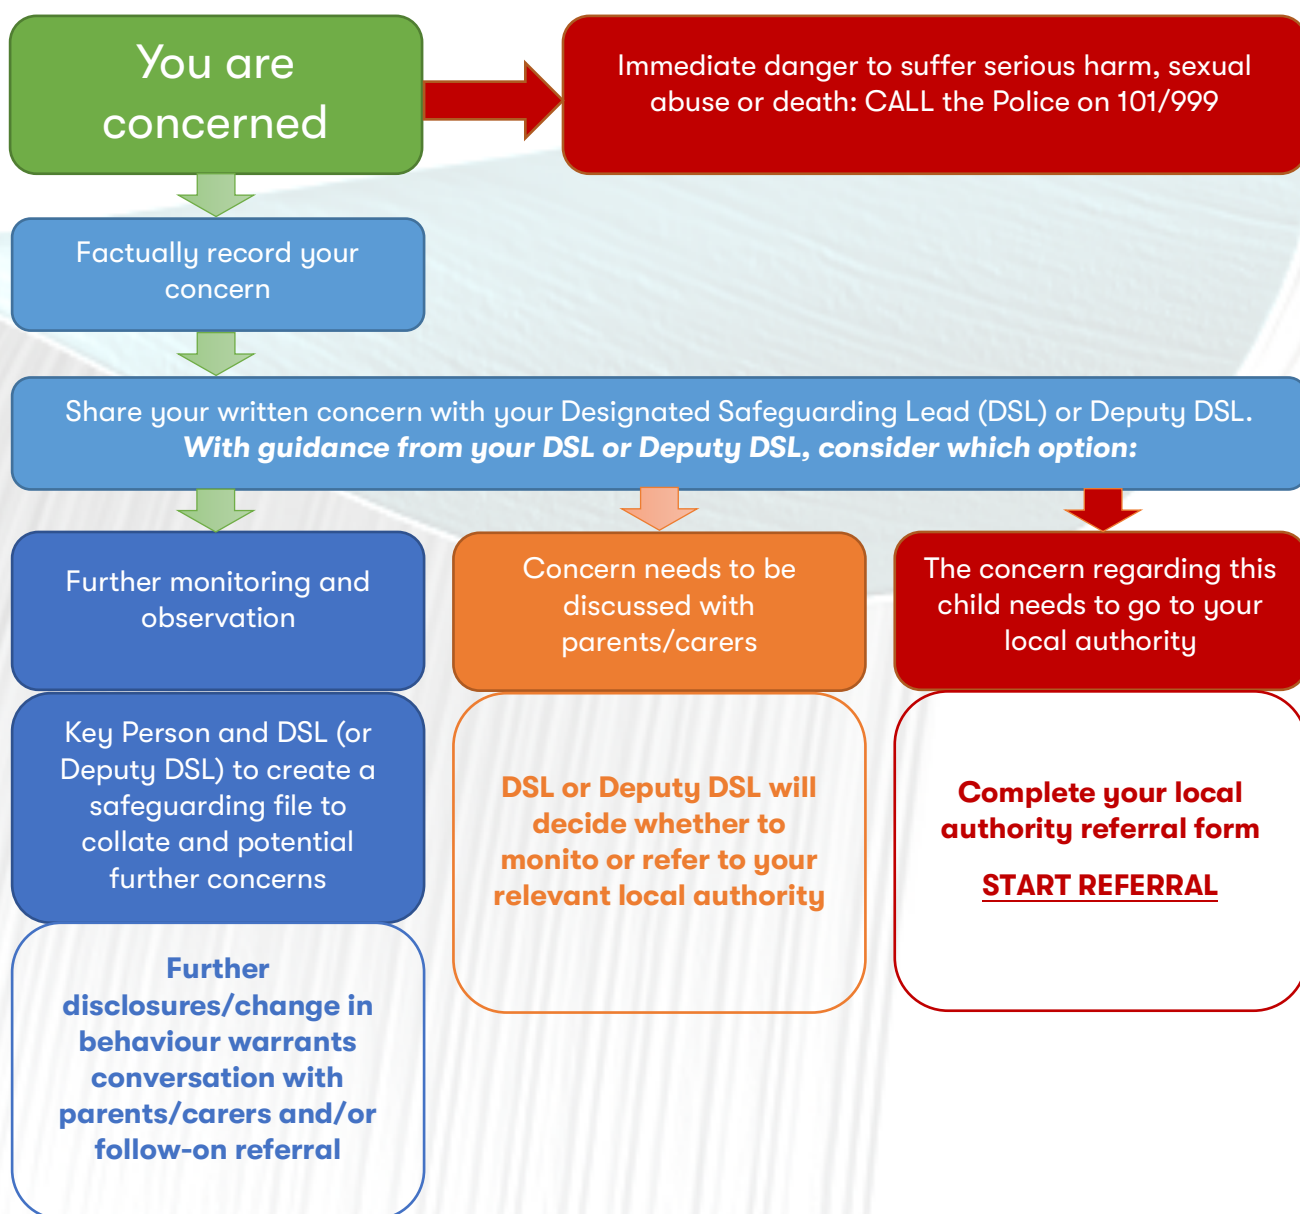 You are
concerned
Immediate danger to suffer serious harm, sexual
abuse or death: CALL the Police on 101/999
Factually record your
concern
Share your written concern with your Designated Safeguarding Lead (DSL) or Deputy DSL.
With guidance from your DSL or Deputy DSL, consider which option:
Further monitoring and
observation
Key Person and DSL (or
Deputy DSL) to create a
safeguarding file to
collate and potential
further concerns
Further
disclosures/change in
behaviour warrants
conversation with
parents/carers and/or
follow-on referral
Concern needs to be
discussed with
parents/carers
DSL or Deputy DSL will
decide whether to
monito or refer to your
relevant local authority
The concern regarding this
child needs to go to your
local authority
Complete your local
authority referral form
START REFERRAL